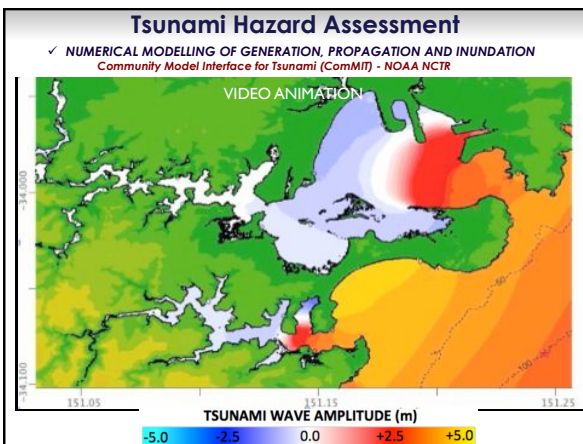 Tsunami Hazard Assessment
✓ NUMERICAL MODELLING OF GENERATION, PROPAGATION AND INUNDATION
Community Model Interface for Tsunami (ComMIT) - NOAA NCTR
VIDEO ANIMATION
-34.000
-34.100
50
100
151.05
151.15
151.25
TSUNAMI WAVE AMPLITUDE (m)
-5.0 -2.5 0.0 +2.5 +5.0